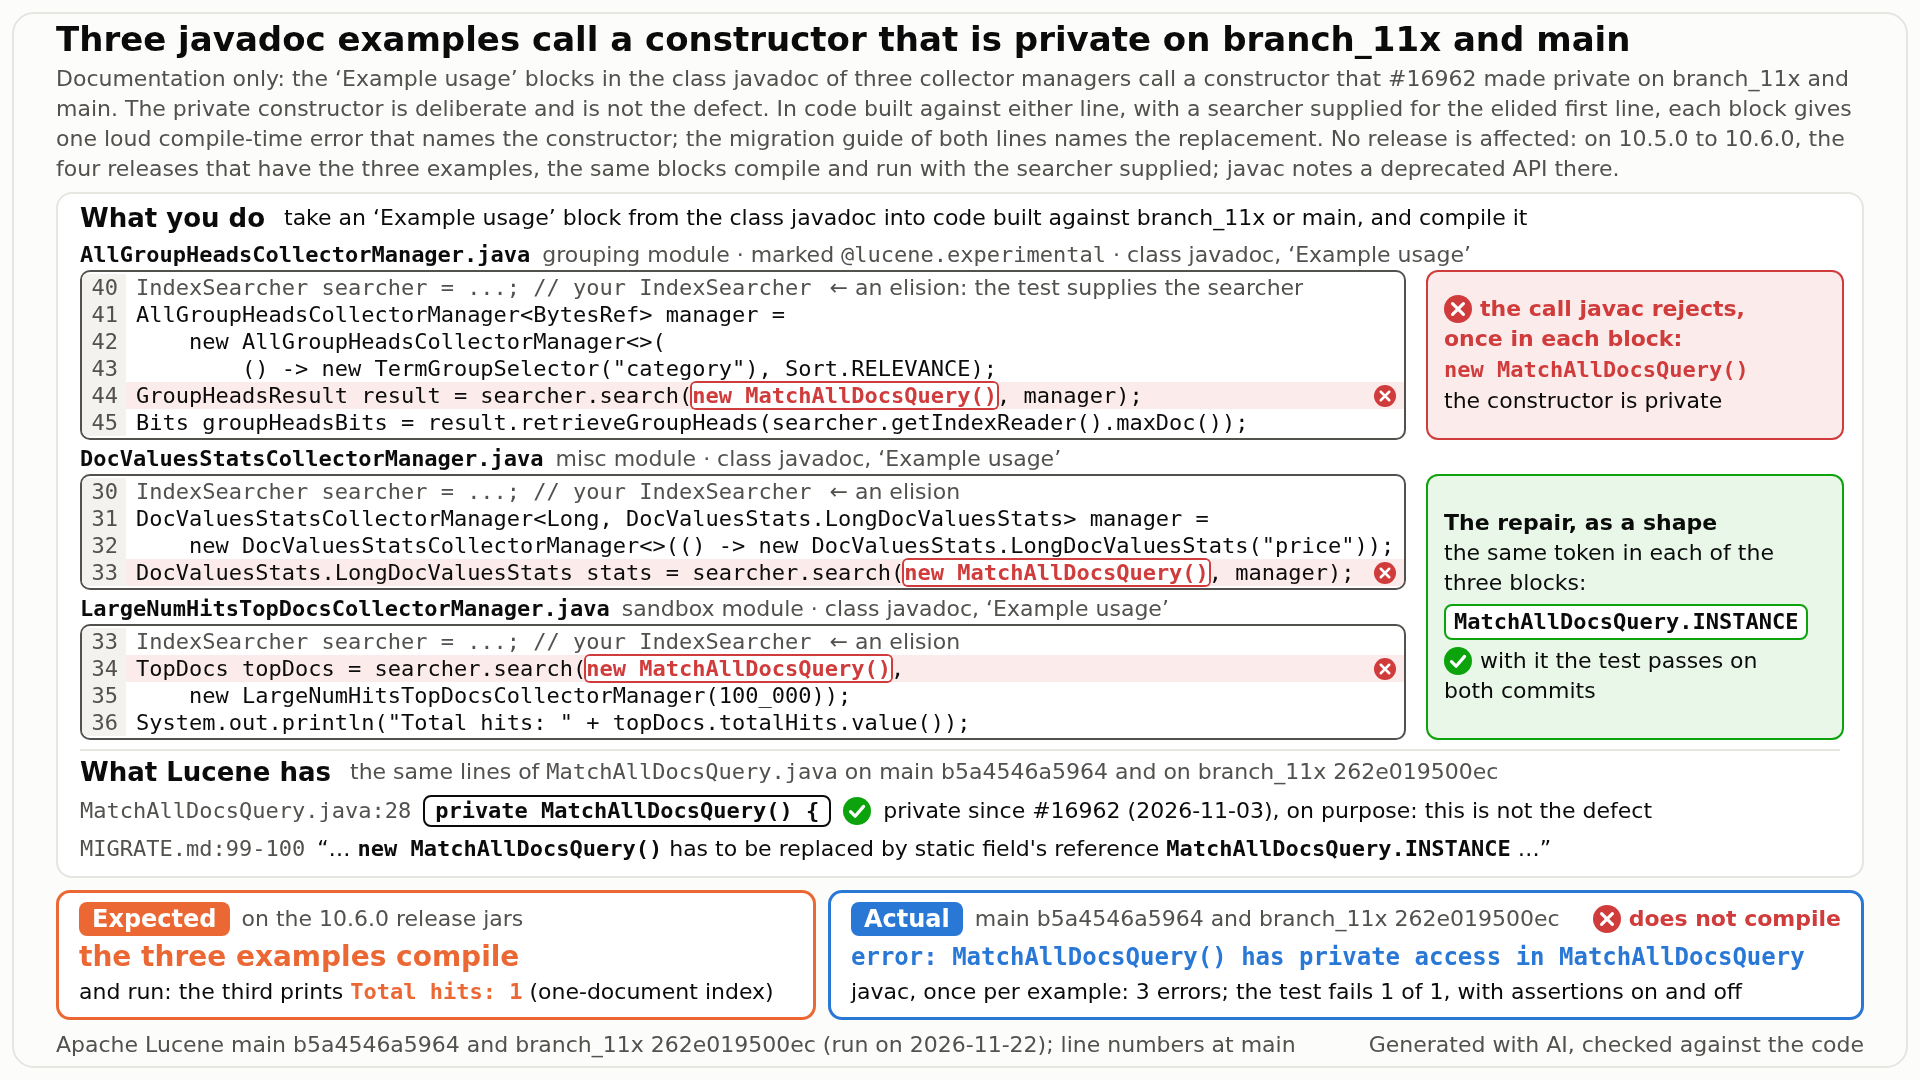 Three javadoc examples call a constructor that is private on branch_11x and main
Documentation only: the ‘Example usage’ blocks in the class javadoc of three collector managers call a constructor that #16962 made private on branch_11x and
main. The private constructor is deliberate and is not the defect. In code built against either line, with a searcher supplied for the elided first line, each block gives
one loud compile-time error that names the constructor; the migration guide of both lines names the replacement. No release is affected: on 10.5.0 to 10.6.0, the
four releases that have the three examples, the same blocks compile and run with the searcher supplied; javac notes a deprecated API there.
What you do take an ‘Example usage’ block from the class javadoc into code built against branch_11x or main, and compile it
AllGroupHeadsCollectorManager.java grouping module · marked @lucene.experimental · class javadoc, ‘Example usage’
40 IndexSearcher searcher = ...; // your IndexSearcher ← an elision: the test supplies the searcher
41 AllGroupHeadsCollectorManager<BytesRef> manager =
42     new AllGroupHeadsCollectorManager<>(
43         () -> new TermGroupSelector("category"), Sort.RELEVANCE);
44 GroupHeadsResult result = searcher.search(new MatchAllDocsQuery(), manager);
45 Bits groupHeadsBits = result.retrieveGroupHeads(searcher.getIndexReader().maxDoc());
the call javac rejects,
once in each block:
new MatchAllDocsQuery()
the constructor is private
DocValuesStatsCollectorManager.java misc module · class javadoc, ‘Example usage’
30 IndexSearcher searcher = ...; // your IndexSearcher ← an elision
31 DocValuesStatsCollectorManager<Long, DocValuesStats.LongDocValuesStats> manager =
32     new DocValuesStatsCollectorManager<>(() -> new DocValuesStats.LongDocValuesStats("price"));
33 DocValuesStats.LongDocValuesStats stats = searcher.search(new MatchAllDocsQuery(), manager);
LargeNumHitsTopDocsCollectorManager.java sandbox module · class javadoc, ‘Example usage’
33 IndexSearcher searcher = ...; // your IndexSearcher ← an elision
34 TopDocs topDocs = searcher.search(new MatchAllDocsQuery(),
35     new LargeNumHitsTopDocsCollectorManager(100_000));
36 System.out.println("Total hits: " + topDocs.totalHits.value());
The repair, as a shape
the same token in each of the
three blocks:
MatchAllDocsQuery.INSTANCE
with it the test passes on
both commits
What Lucene has the same lines of MatchAllDocsQuery.java on main b5a4546a5964 and on branch_11x 262e019500ec
MatchAllDocsQuery.java:28 private MatchAllDocsQuery() { private since #16962 (2026-11-03), on purpose: this is not the defect
MIGRATE.md:99-100 “… new MatchAllDocsQuery() has to be replaced by static field's reference MatchAllDocsQuery.INSTANCE …”
Expected on the 10.6.0 release jars
the three examples compile
and run: the third prints Total hits: 1 (one-document index)
Actual main b5a4546a5964 and branch_11x 262e019500ec does not compile
error: MatchAllDocsQuery() has private access in MatchAllDocsQuery
javac, once per example: 3 errors; the test fails 1 of 1, with assertions on and off
Apache Lucene main b5a4546a5964 and branch_11x 262e019500ec (run on 2026-11-22); line numbers at main
Generated with AI, checked against the code